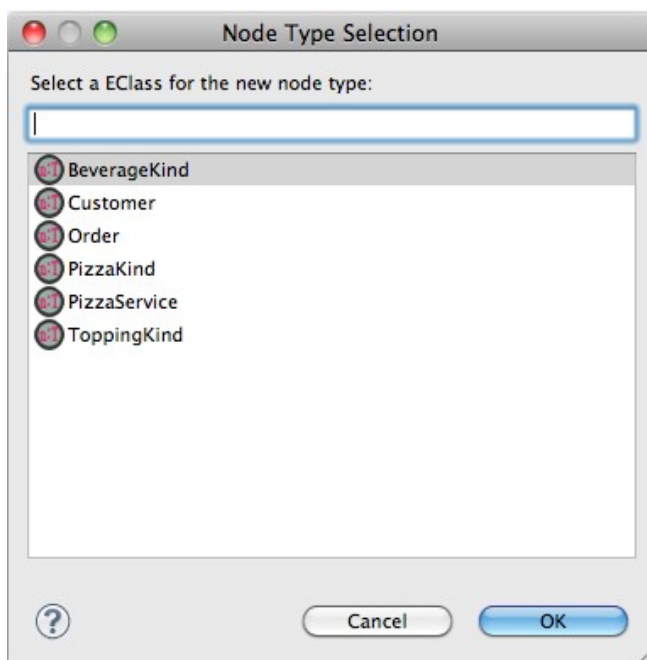 Node Type Selection
Select a EClass for the new node type:
n:T BeverageKind
n:T Customer
n:T Order
n:T PizzaKind
n:T PizzaService
n:T ToppingKind
?
Cancel
OK